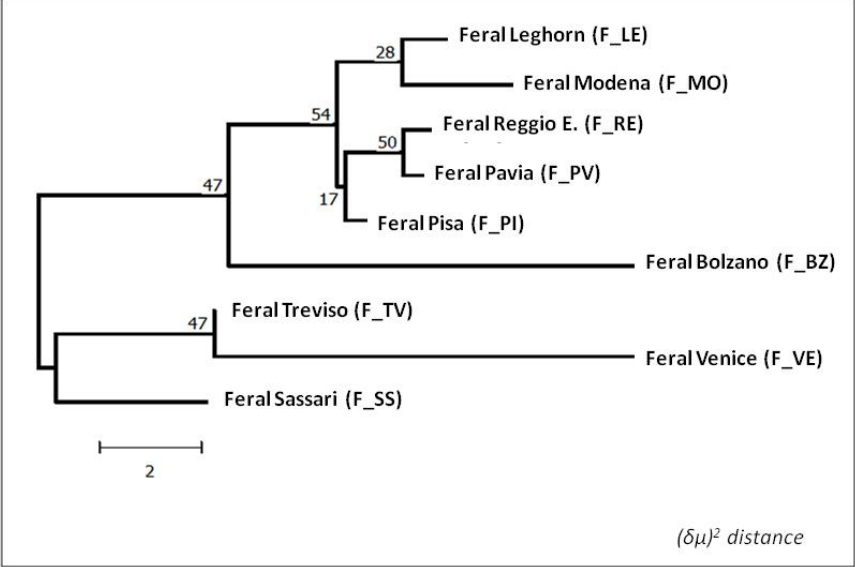 Feral Leghorn (F_LE)
28
Feral Modena (F_MO)
54
Feral Reggio E. (F_RE)
50
Feral Pavia (F_PV)
47
17
Feral Pisa (F_PI)
Feral Bolzano (F_BZ)
Feral Treviso (F_TV)
47
Feral Venice (F_VE)
Feral Sassari (F_SS)
2
(δμ)² distance